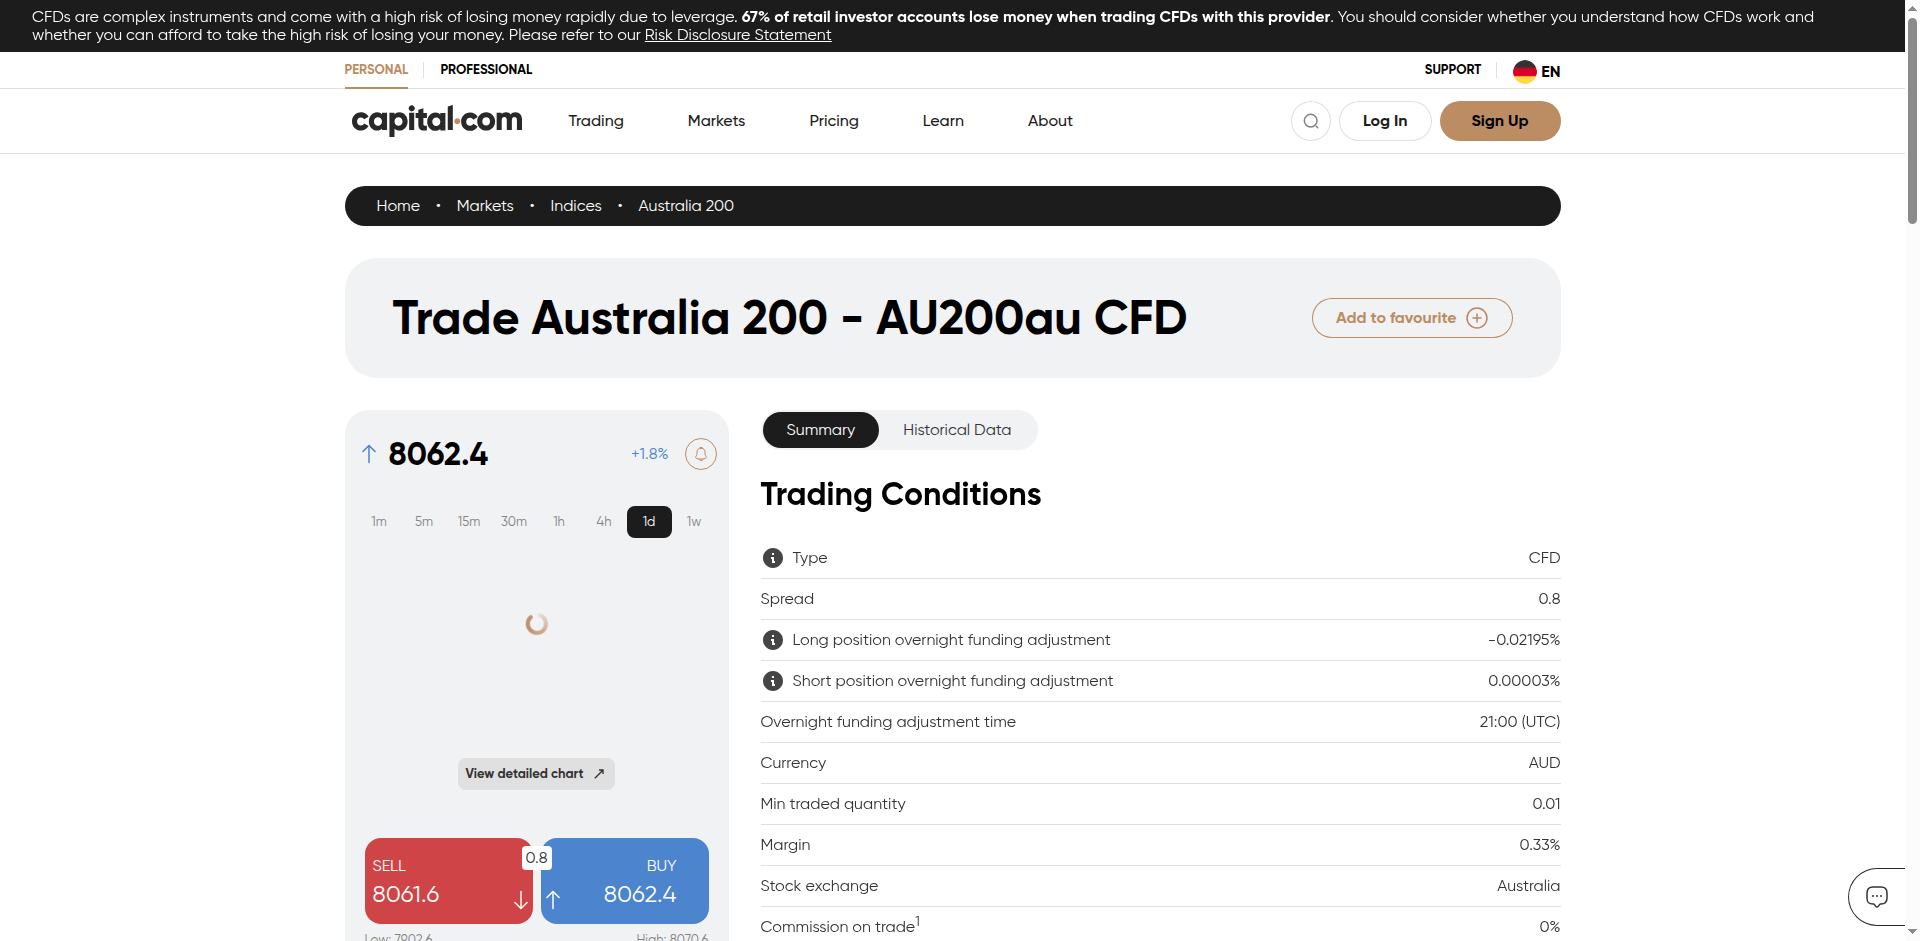 CFDs are complex instruments and come with a high risk of losing money rapidly due to leverage. 67% of retail investor accounts lose money when trading CFDs with this provider. You should consider whether you understand how CFDs work and
whether you can afford to take the high risk of losing your money. Please refer to our Risk Disclosure Statement
PERSONAL PROFESSIONAL SUPPORT EN
capital.com Trading Markets Pricing Learn About Log In Sign Up
Home • Markets • Indices • Australia 200
Trade Australia 200 - AU200au CFD Add to favourite
8062.4 +1.8%
1m 5m 15m 30m 1h 4h 1d 1w
View detailed chart
SELL 0.8 BUY
8061.6 8062.4
Low: 7902.6 High: 8070.6
Summary Historical Data
Trading Conditions
Type CFD
Spread 0.8
Long position overnight funding adjustment -0.02195%
Short position overnight funding adjustment 0.00003%
Overnight funding adjustment time 21:00 (UTC)
Currency AUD
Min traded quantity 0.01
Margin 0.33%
Stock exchange Australia
Commission on trade1 0%